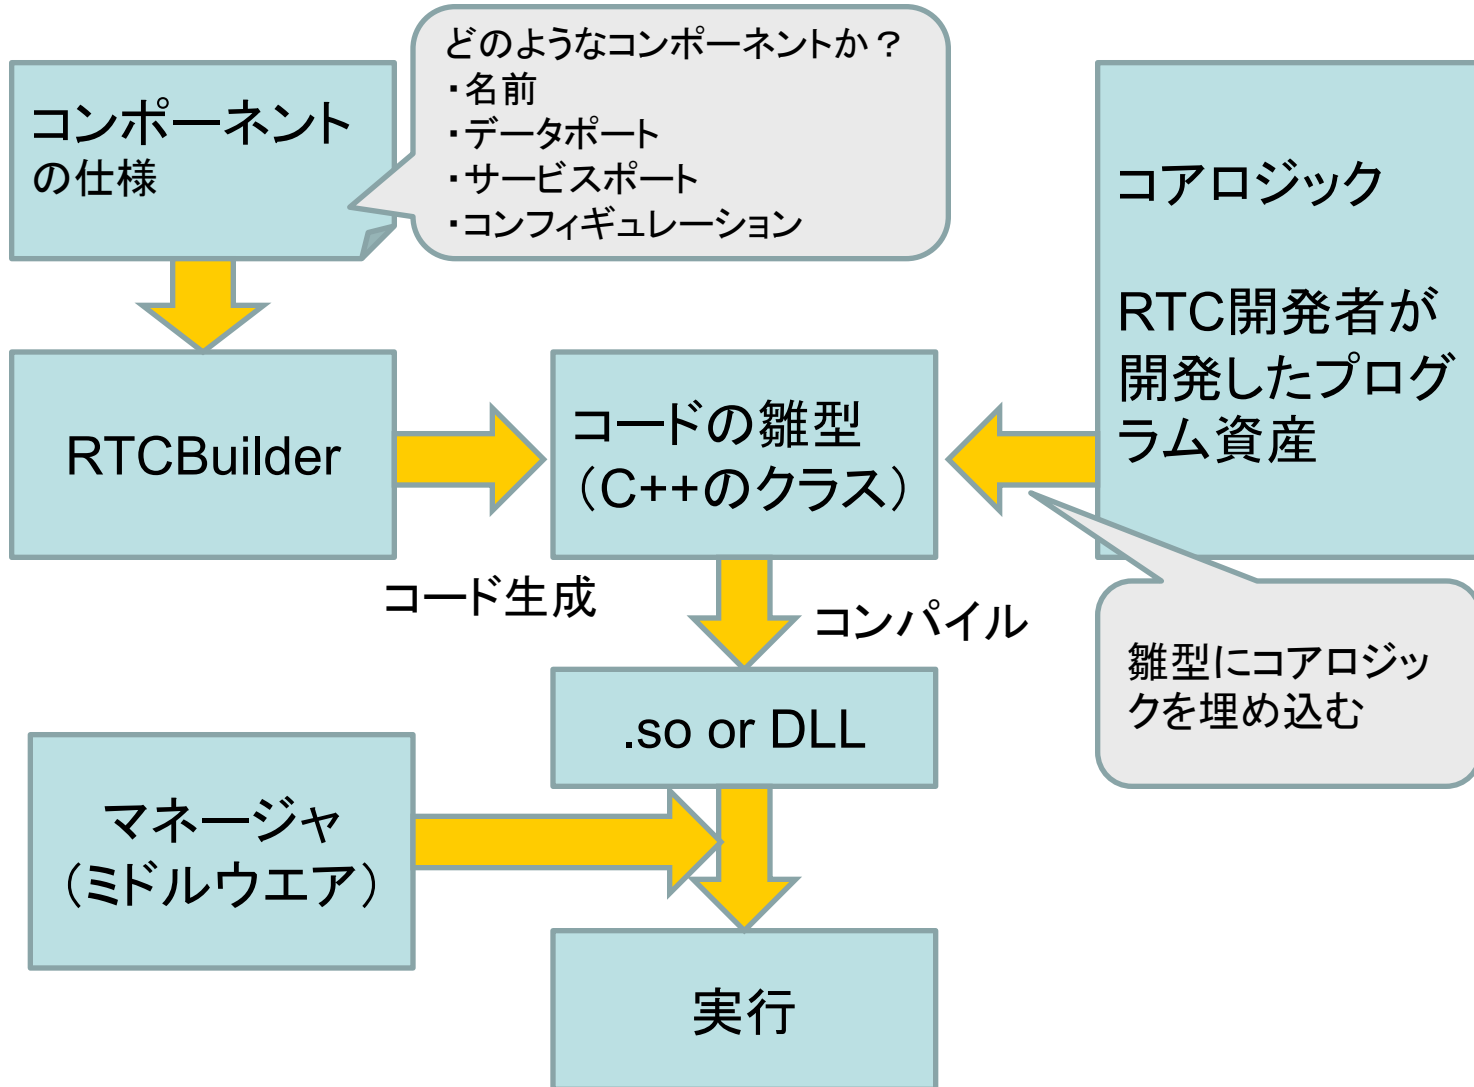 コンポーネント
の仕様
どのようなコンポーネントか？
・名前
・データポート
・サービスポート
・コンフィギュレーション
コアロジック
RTC開発者が
開発したプログ
ラム資産
RTCBuilder
コードの雛型
（C++のクラス）
コード生成
コンパイル
雛型にコアロジッ
クを埋め込む
.so or DLL
マネージャ
（ミドルウエア）
実行